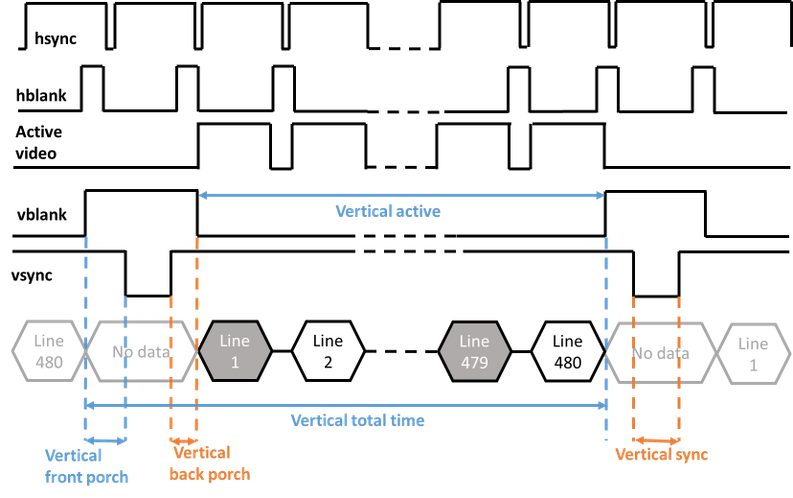 hsync
hblank
Active
video
vblank
Vertical active
vsync
Line
480
No data
Line
1
Line
2
Line
479
Line
480
No data
Line
1
Vertical total time
Vertical
front porch
Vertical
back porch
Vertical sync